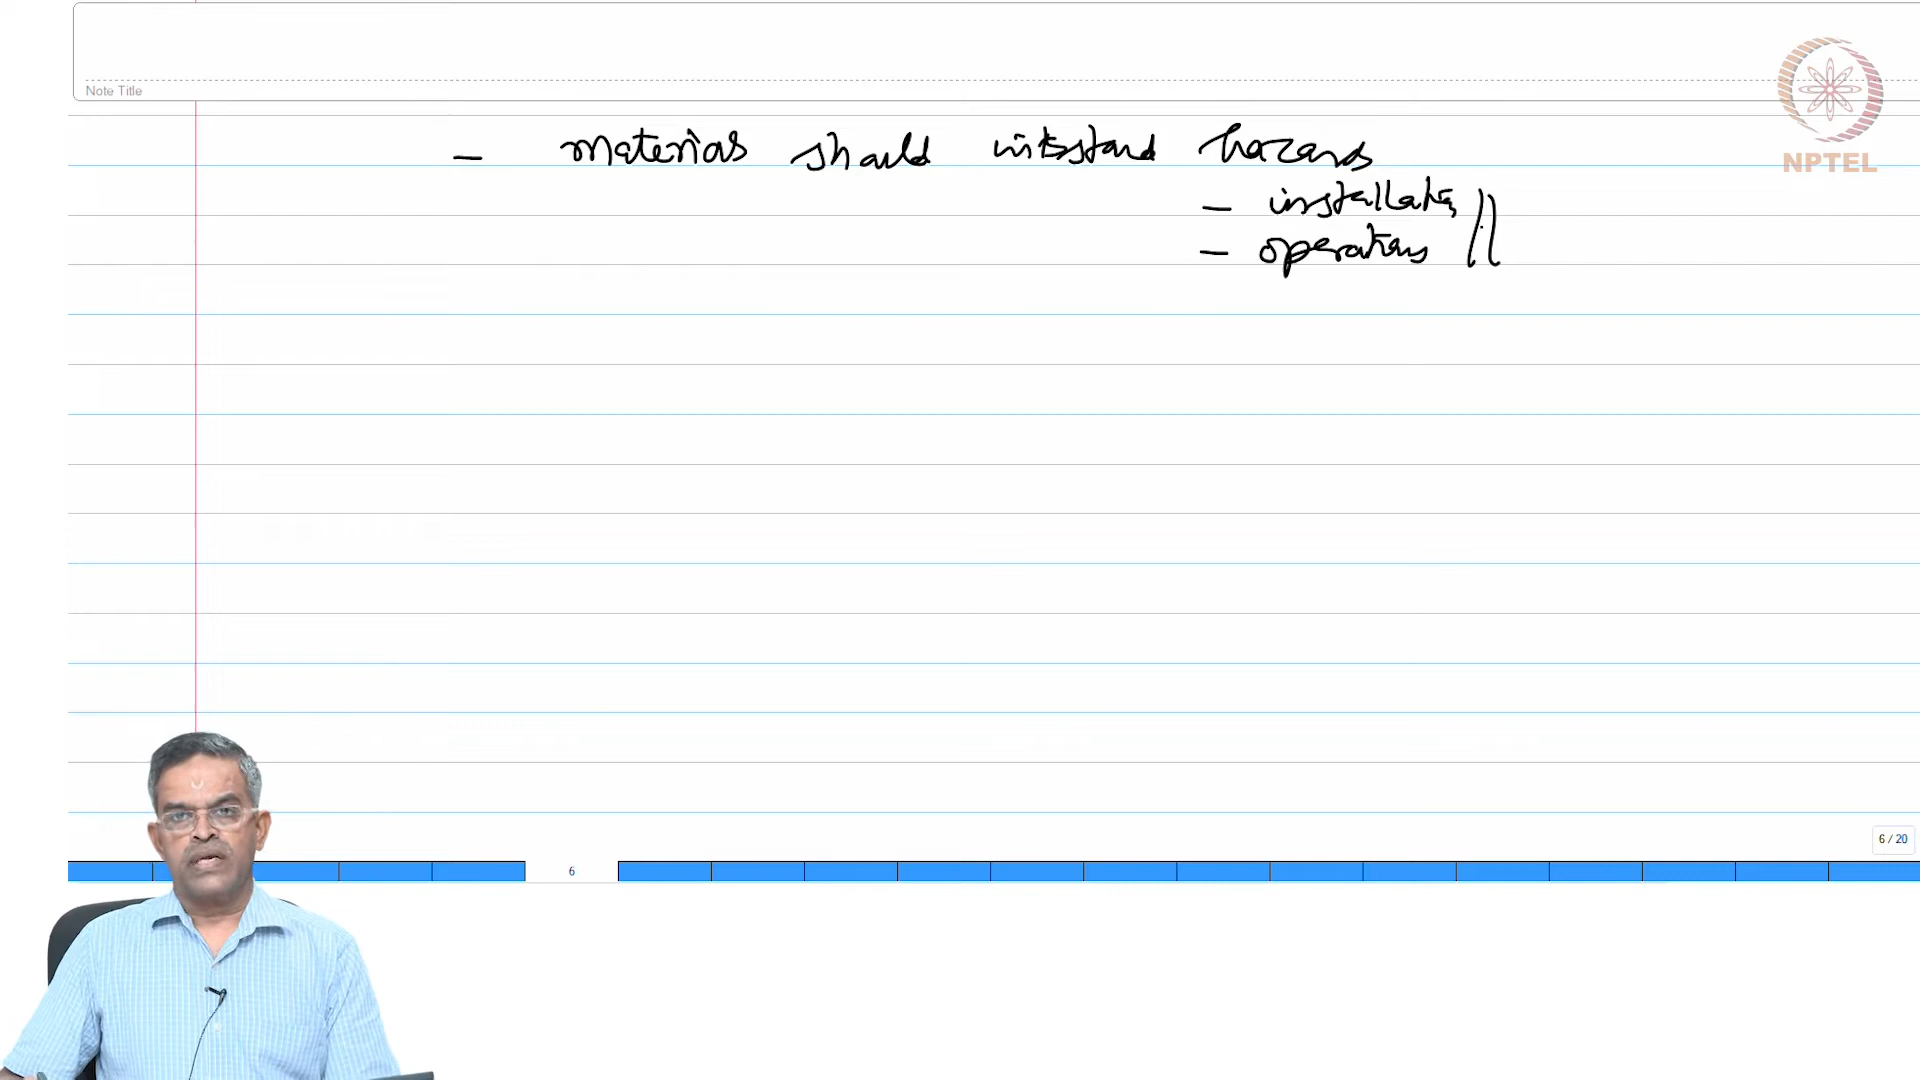 Note Title
NPTEL
- materials should withstand hazards
- installation
- operations
6 / 20
6